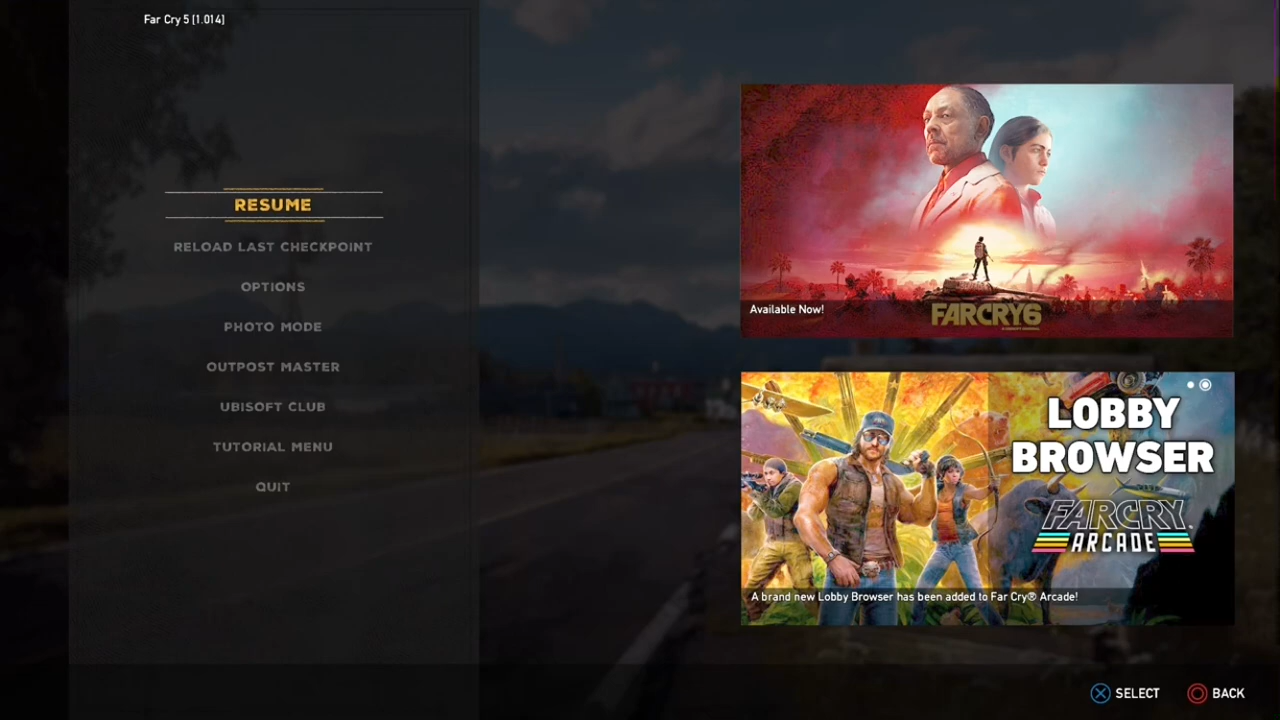 Far Cry 5 (1.014)
RESUME
RELOAD LAST CHECKPOINT
OPTIONS
PHOTO MODE
OUTPOST MASTER
UBISOFT CLUB
TUTORIAL MENU
QUIT
Available Now!
FARCRY6
LOBBY
BROWSER
FARCRY
ARCADE
A brand new Lobby Browser has been added to Far Cry® Arcade!
SELECT
BACK